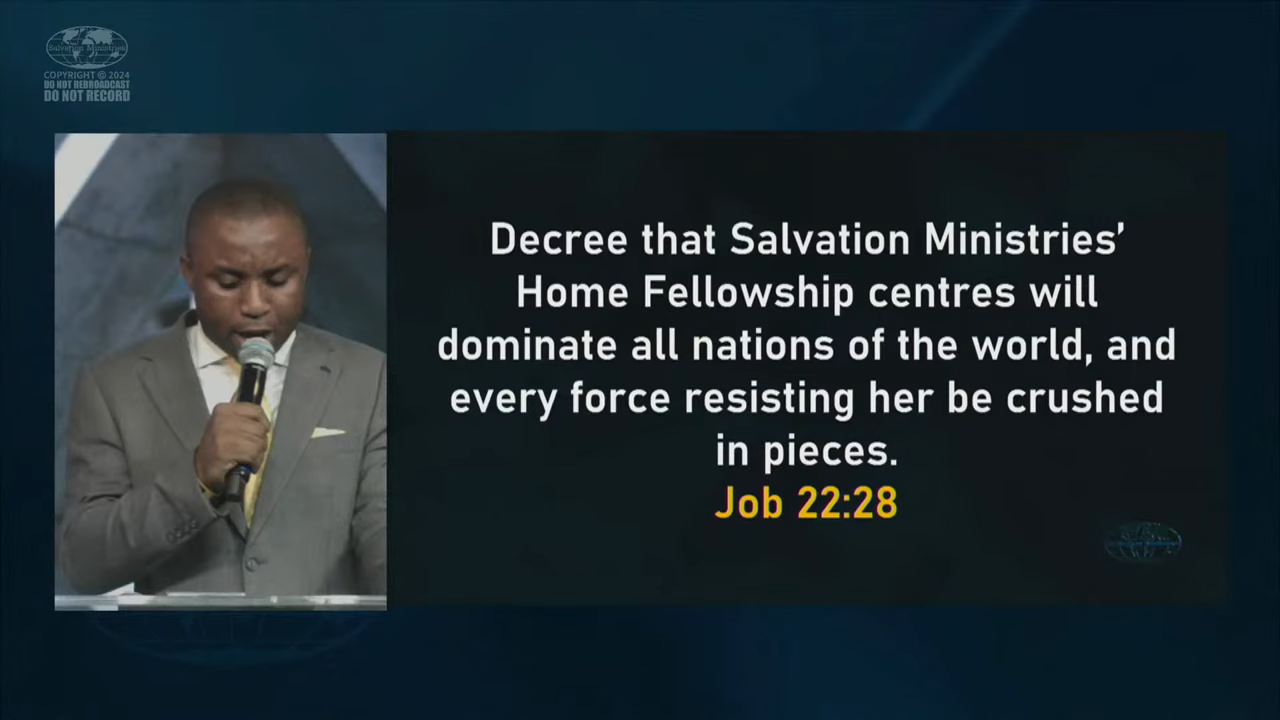 Salvation Ministries
COPYRIGHT © 2024
DO NOT REBROADCAST
DO NOT RECORD
Decree that Salvation Ministries’
Home Fellowship centres will
dominate all nations of the world, and
every force resisting her be crushed
in pieces.
Job 22:28